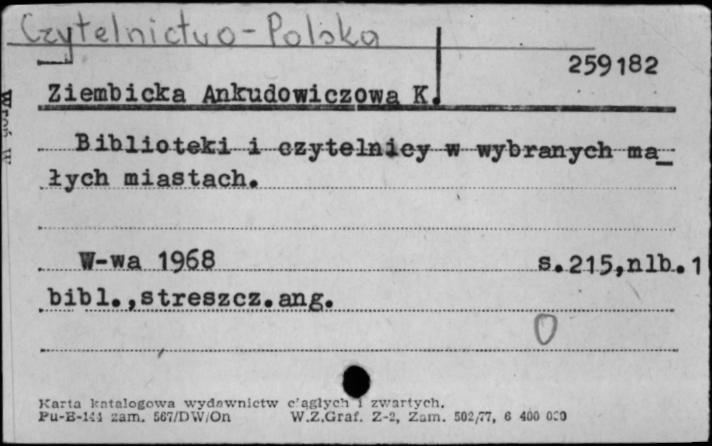 Czytelnictwo - Polska
259182
Ziembicka Ankudowiczowa K.
Biblioteki i czytelnicy w wybranych ma_
łych miastach.
W-wa 1968 s.215,nlb.1
bibl.,streszcz.ang.
0
Karta katalogowa wydawnictw ciągłych i zwartych.
Pu-B-144 zam. 567/DW/On W.Z.Graf. Z-2, Zam. 502/77, 6 400 000